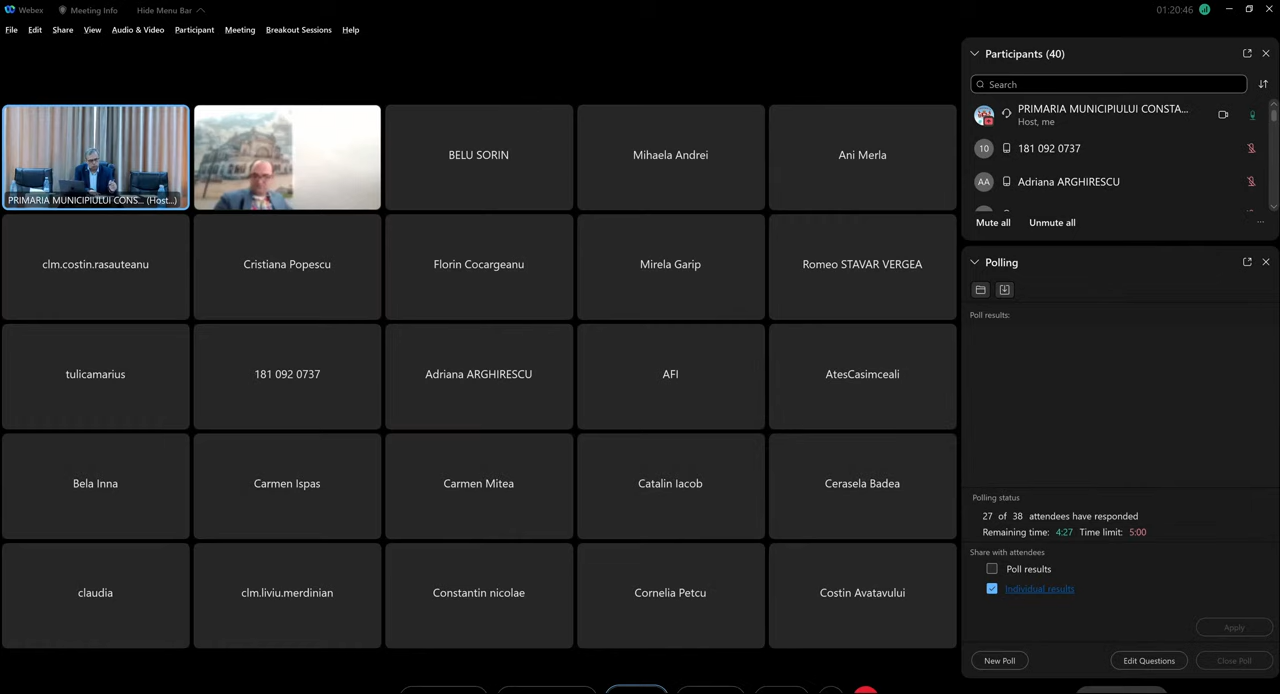 Webex Meeting Info Hide Menu Bar 01:20:46
File Edit Share View Audio & Video Participant Meeting Breakout Sessions Help
PRIMARIA MUNICIPIULUI CONS... (Host...)
BELU SORIN
Mihaela Andrei
Ani Merla
clm.costin.rasauteanu
Cristiana Popescu
Florin Cocargeanu
Mirela Garip
Romeo STAVAR VERGEA
tulicamarius
181 092 0737
Adriana ARGHIRESCU
AFI
AtesCasimceali
Bela Inna
Carmen Ispas
Carmen Mitea
Catalin Iacob
Cerasela Badea
claudia
clm.liviu.merdinian
Constantin nicolae
Cornelia Petcu
Costin Avatavului
Participants (40)
Search
PRIMARIA MUNICIPIULUI CONSTA...
Host, me
10 181 092 0737
AA Adriana ARGHIRESCU
Mute all Unmute all ...
Polling
Poll results:
Polling status
27 of 38 attendees have responded
Remaining time: 4:27 Time limit: 5:00
Share with attendees
Poll results
Individual results
Apply
New Poll Edit Questions Close Poll